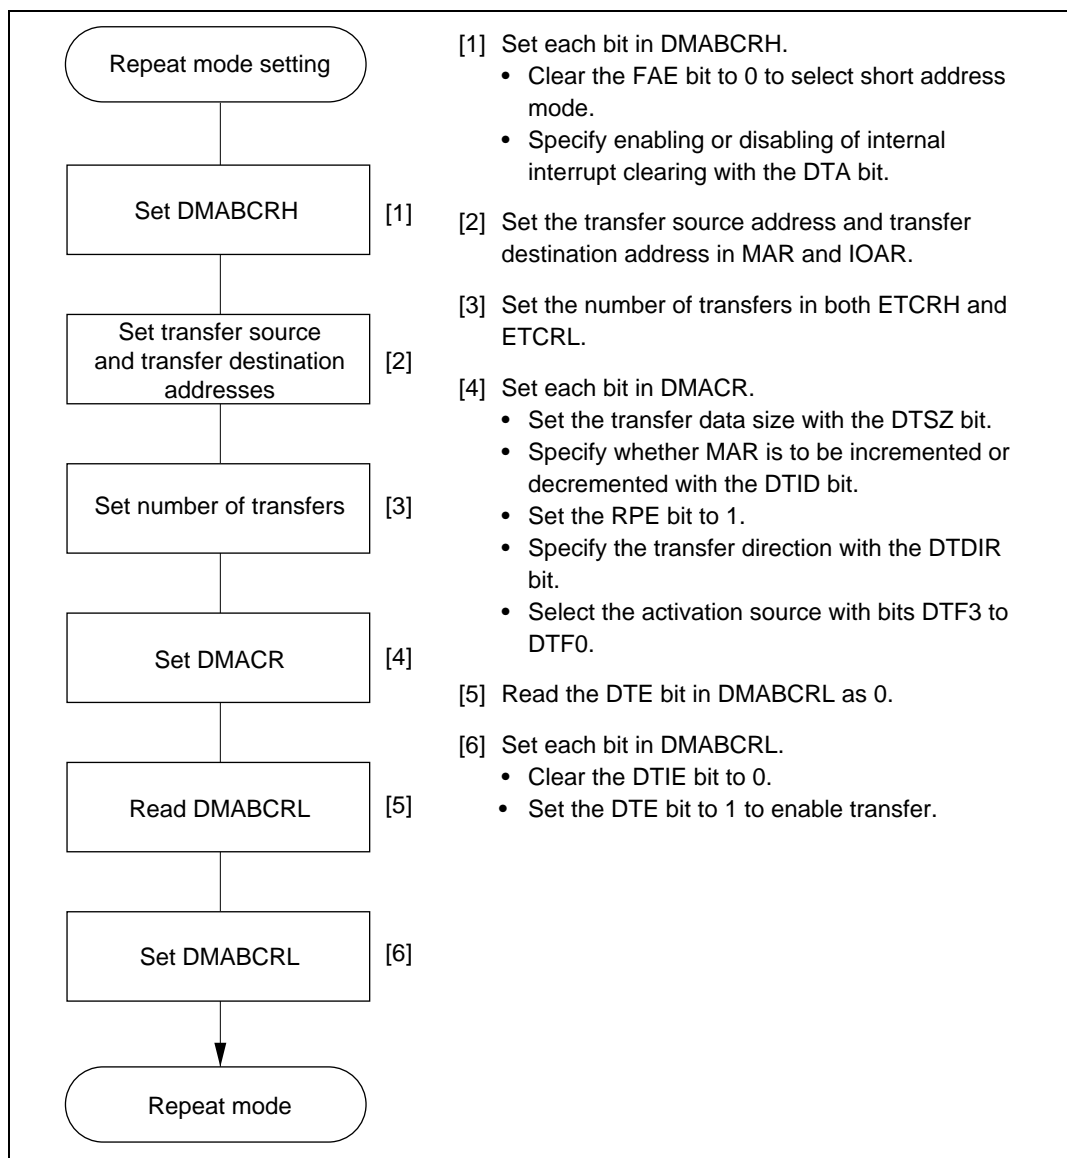 Repeat mode setting
Set DMABCRH [1]
Set transfer source
and transfer destination
addresses
[2]
Set number of transfers [3]
Set DMACR [4]
Read DMABCRL [5]
Set DMABCRL [6]
Repeat mode
[1] Set each bit in DMABCRH.
• Clear the FAE bit to 0 to select short address
mode.
• Specify enabling or disabling of internal
interrupt clearing with the DTA bit.
[2] Set the transfer source address and transfer
destination address in MAR and IOAR.
[3] Set the number of transfers in both ETCRH and
ETCRL.
[4] Set each bit in DMACR.
• Set the transfer data size with the DTSZ bit.
• Specify whether MAR is to be incremented or
decremented with the DTID bit.
• Set the RPE bit to 1.
• Specify the transfer direction with the DTDIR
bit.
• Select the activation source with bits DTF3 to
DTF0.
[5] Read the DTE bit in DMABCRL as 0.
[6] Set each bit in DMABCRL.
• Clear the DTIE bit to 0.
• Set the DTE bit to 1 to enable transfer.